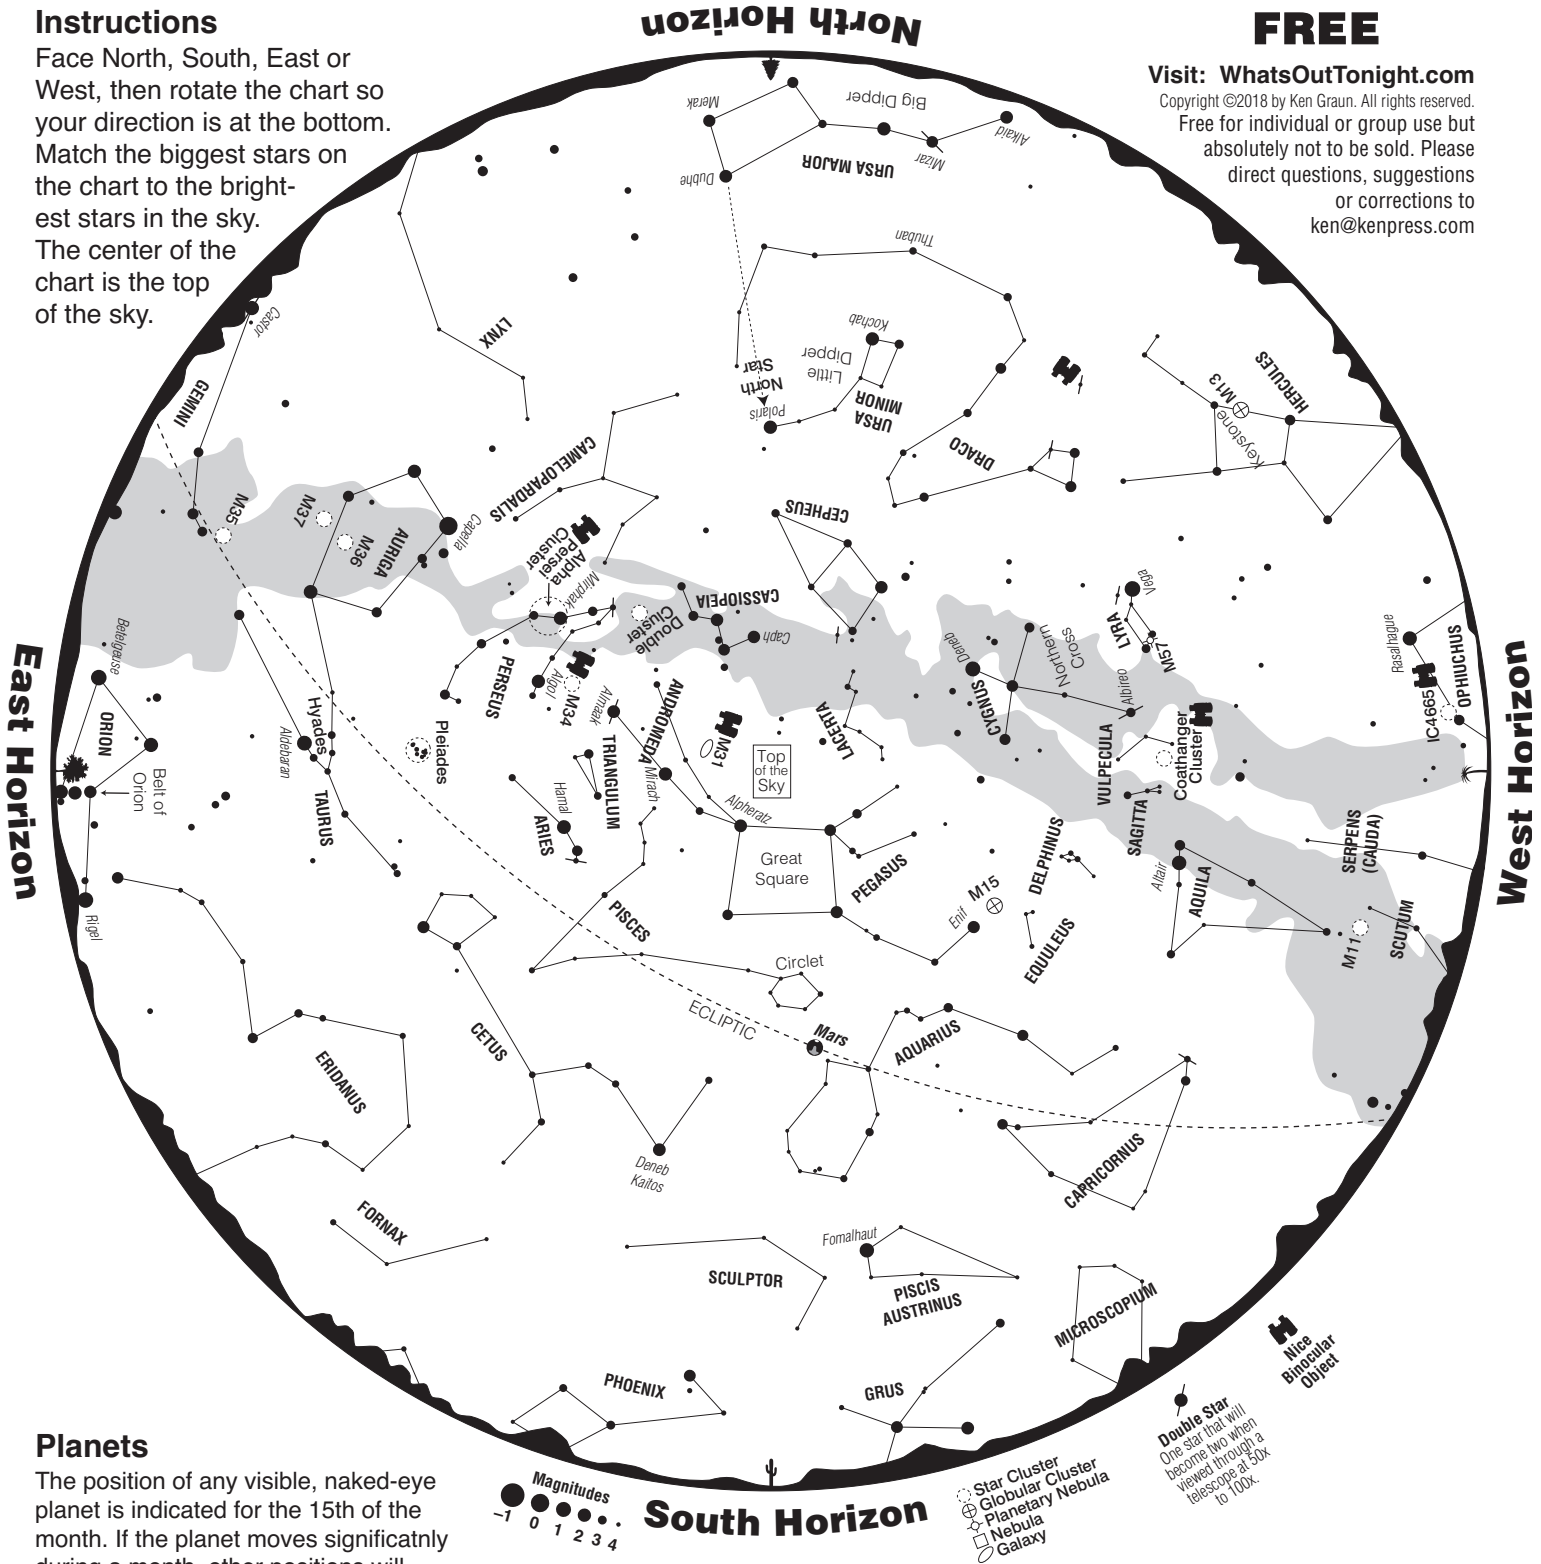 Instructions
Face North, South, East or
West, then rotate the chart so
your direction is at the bottom.
Match the biggest stars on
the chart to the bright-
est stars in the sky.
The center of the
chart is the top
of the sky.
North Horizon
FREE
Visit: WhatsOutTonight.com
Copyright ©2018 by Ken Graun. All rights reserved.
Free for individual or group use but
absolutely not to be sold. Please
direct questions, suggestions
or corrections to
ken@kenpress.com
Merak
Big Dipper
Alkaid
Mizar
URSA MAJOR
Dubhe
Thuban
Castor
LYNX
Kochab
Little
Dipper
North
Star
URSA
MINOR
Polaris
GEMINI
HERCULES
M13
Keystone
DRACO
CAMELOPARDALIS
CEPHEUS
M35
M37
M36
AURIGA
Capella
Alpha
Persei
Cluster
Mirphak
Double
Cluster
CASSIOPEIA
Caph
Vega
LYRA
M57
Northern
Cross
Deneb
CYGNUS
Albireo
Rasalhague
OPHIUCHUS
IC4665
Betelgeuse
East Horizon
West Horizon
ORION
Belt of
Orion
Rigel
Hyades
Aldebaran
TAURUS
Pleiades
PERSEUS
Algol
M34
Almaak
ANDROMEDA
M31
Mirach
TRIANGULUM
Hamal
ARIES
Top
of the
Sky
LACERTA
VULPECULA
Coathanger
Cluster
SAGITTA
SERPENS
(CAUDA)
Alpheratz
Great
Square
PEGASUS
DELPHINUS
Altair
AQUILA
M15
Enif
EQUULEUS
M11
SCUTUM
PISCES
Circlet
ECLIPTIC
Mars
AQUARIUS
CETUS
ERIDANUS
Deneb
Kaitos
CAPRICORNUS
FORNAX
Fomalhaut
SCULPTOR
PISCIS
AUSTRINUS
MICROSCOPIUM
PHOENIX
GRUS
Nice
Binocular
Object
Double Star
One star that will
become two when
viewed through a
telescope at 50x
to 100x.
Star Cluster
Globular Cluster
Planetary Nebula
Nebula
Galaxy
South Horizon
Magnitudes
–1 0 1 2 3 4
Planets
The position of any visible, naked-eye
planet is indicated for the 15th of the
month. If the planet moves significatnly
during a month, other positions will